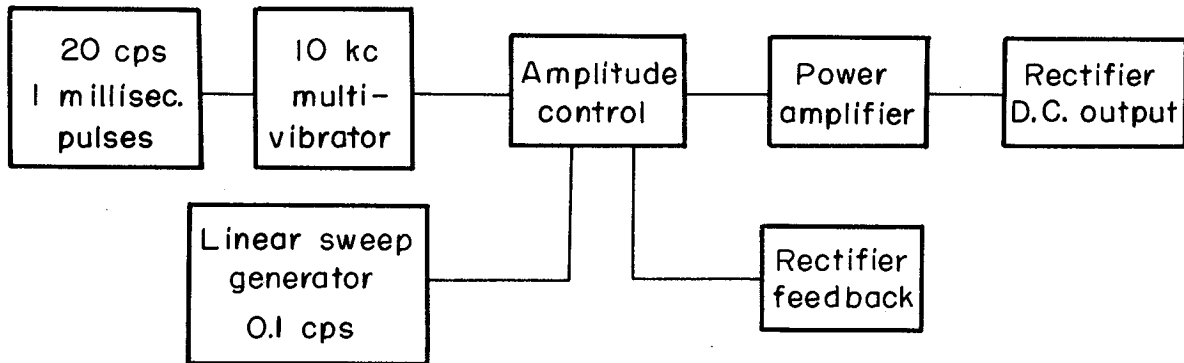 20 cps
1 millisec.
pulses
10 kc
multi-
vibrator
Amplitude
control
Power
amplifier
Rectifier
D.C. output
Linear sweep
generator
0.1 cps
Rectifier
feedback